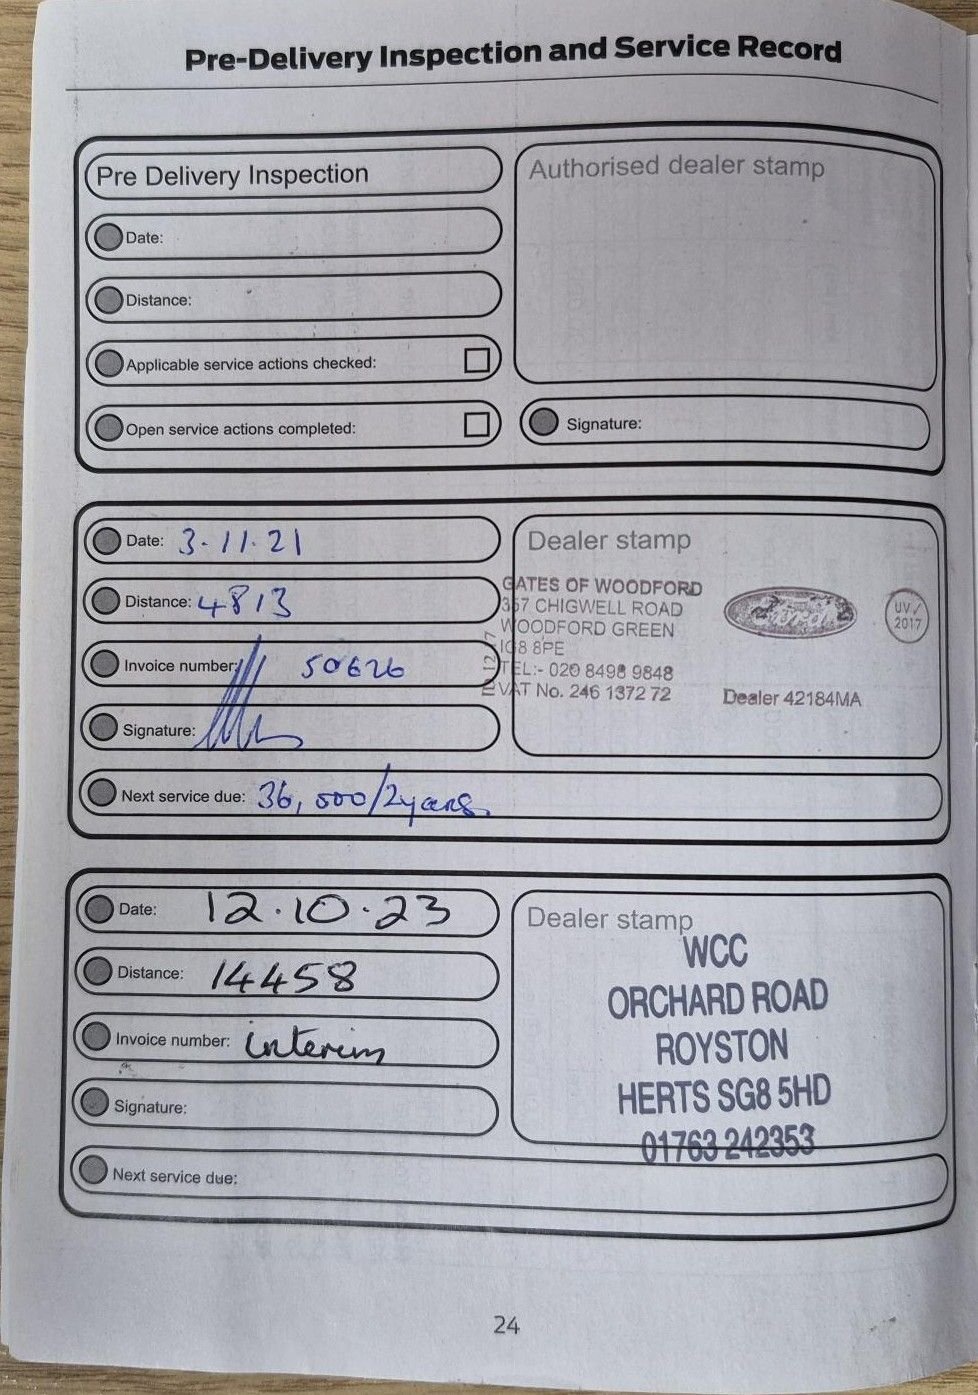 Pre-Delivery Inspection and Service Record
Pre Delivery Inspection
Authorised dealer stamp
Date:
Distance:
Applicable service actions checked:
Open service actions completed:
Signature:
Date: 3.11.21
Distance: 4813
Invoice number: 50626
Signature:
Dealer stamp
GATES OF WOODFORD
357 CHIGWELL ROAD
WOODFORD GREEN
IG8 8PE
TEL:- 020 8498 9848
VAT No. 246 1372 72
Ford
UV/
2017
Dealer 42184MA
Next service due: 36,000/2years.
Date: 12.10.23
Distance: 14458
Invoice number: interim
Signature:
Dealer stamp
WCC
ORCHARD ROAD
ROYSTON
HERTS SG8 5HD
01763 242353
Next service due:
24